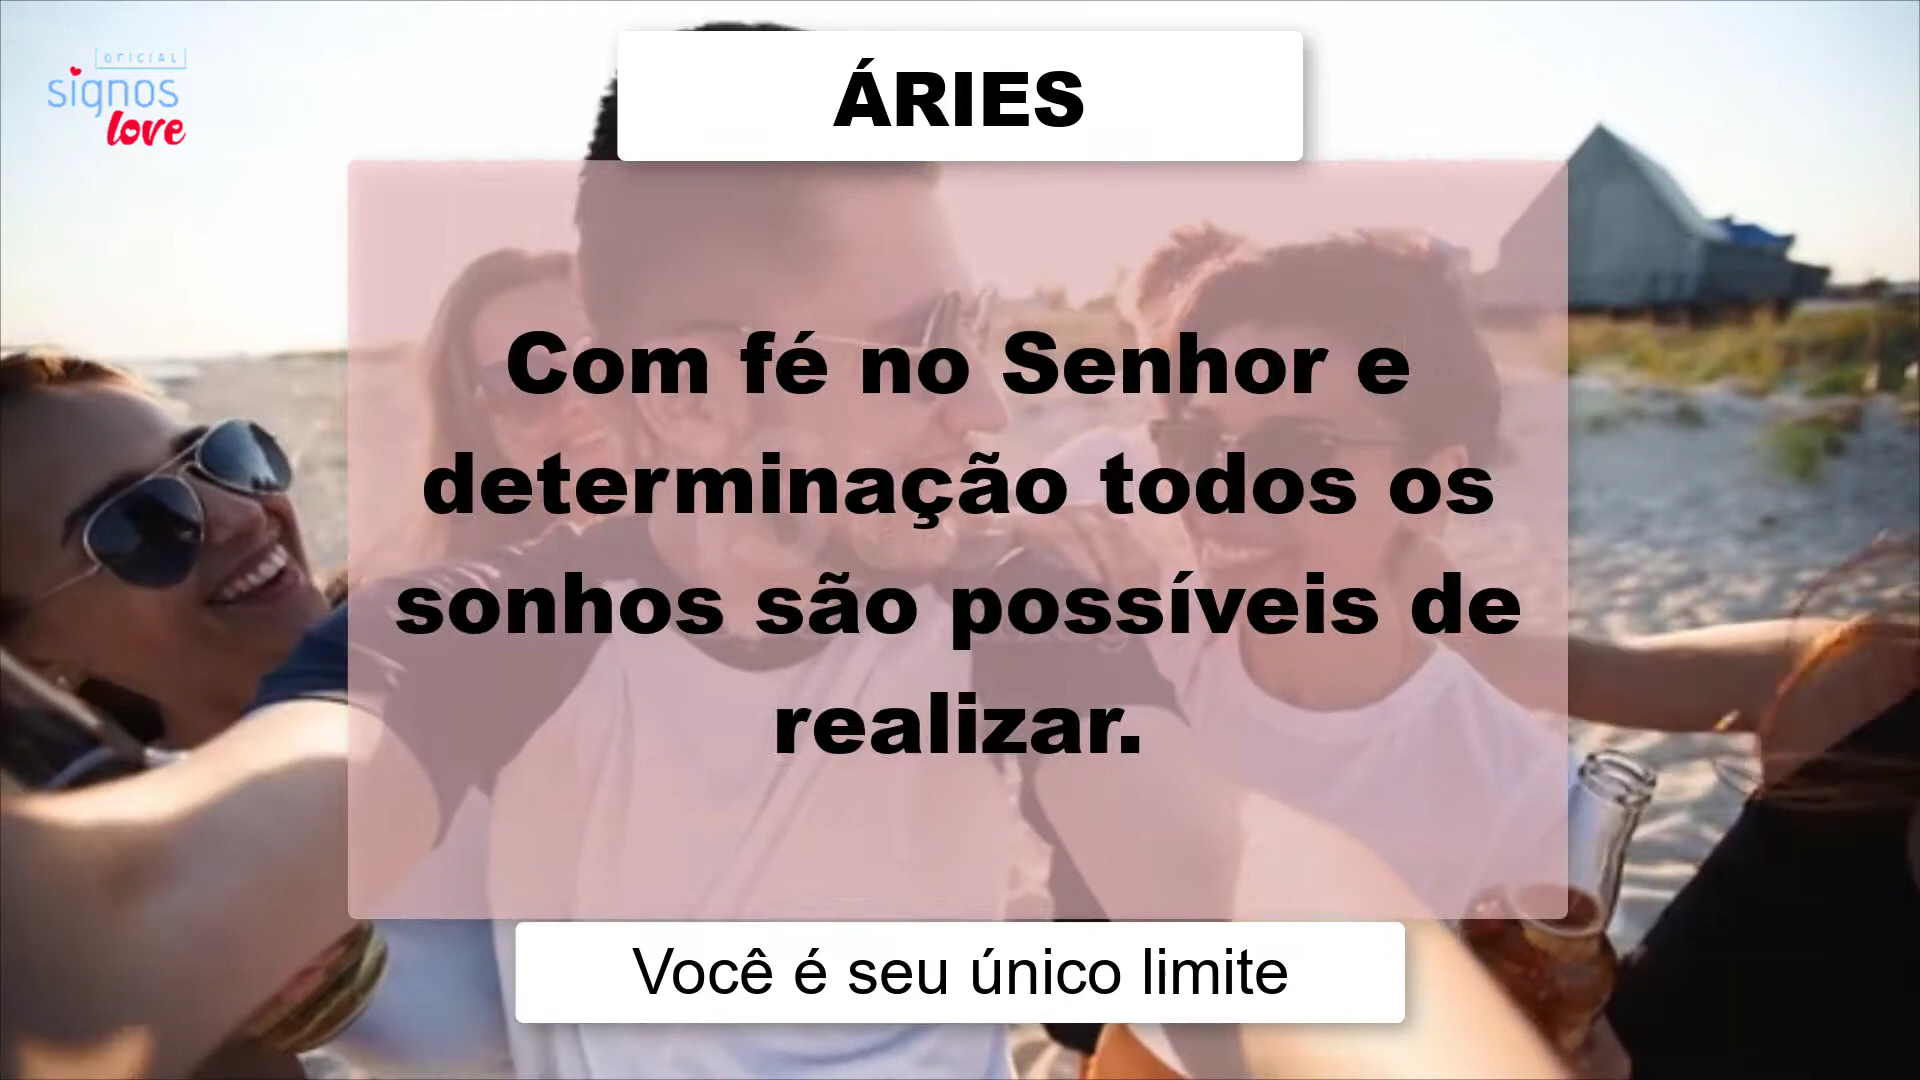 OFICIAL
signos
love
ÁRIES
Com fé no Senhor e
determinação todos os
sonhos são possíveis de
realizar.
Você é seu único limite